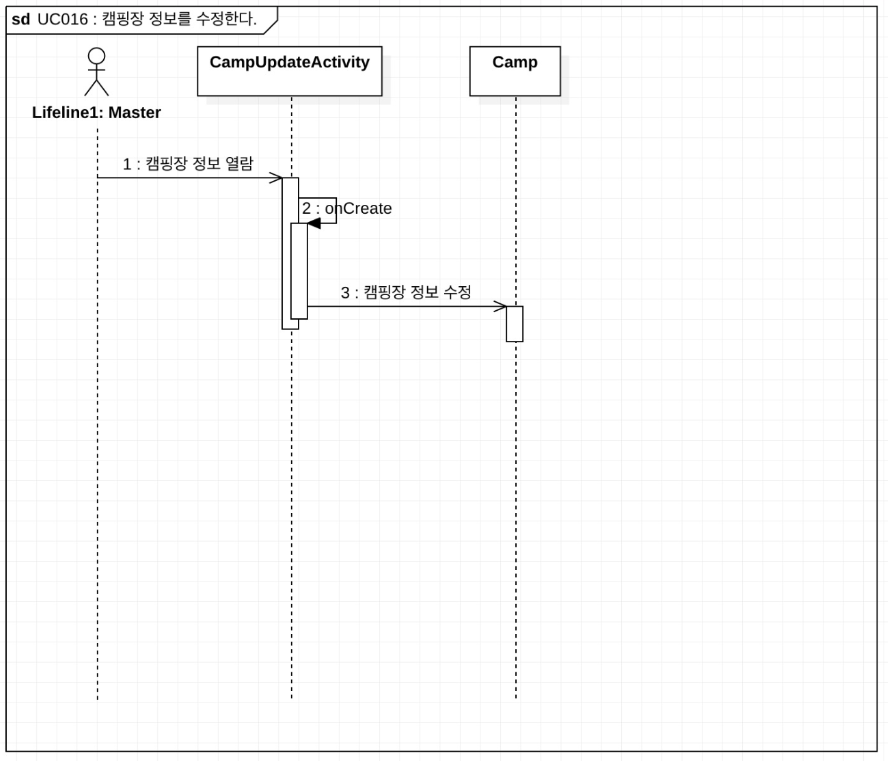 sd UC016 : 캠핑장 정보를 수정한다.
CampUpdateActivity
Camp
Lifeline1: Master
1 : 캠핑장 정보 열람
2 : onCreate
3 : 캠핑장 정보 수정